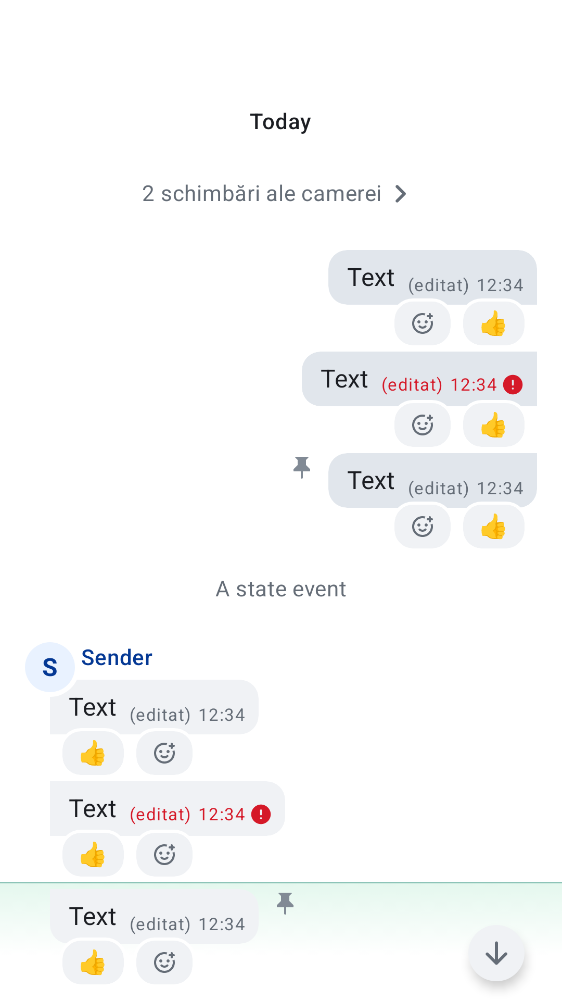 Today
2 schimbări ale camerei
Text (editat) 12:34
👍
Text (editat) 12:34
👍
Text (editat) 12:34
👍
A state event
S Sender
Text (editat) 12:34
👍
Text (editat) 12:34
👍
Text (editat) 12:34
👍